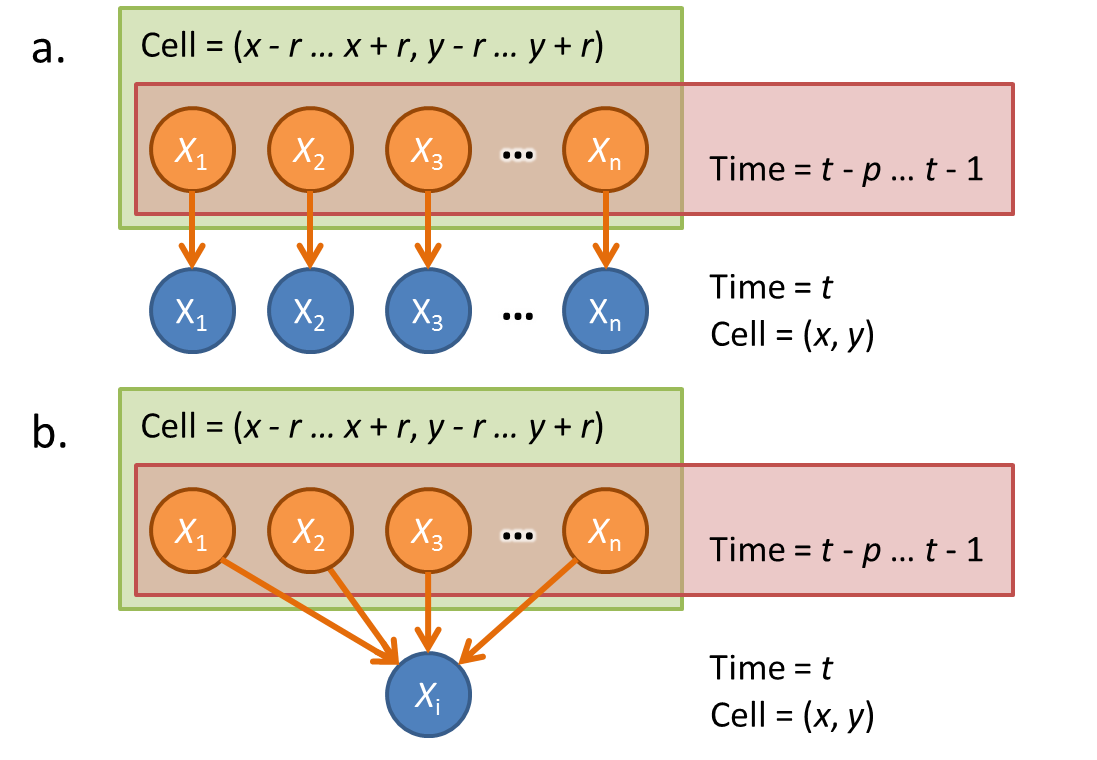 a.
Cell = (x - r ... x + r, y - r ... y + r)
X1 X2 X3 ... Xn
Time = t - p ... t - 1
X1 X2 X3 ... Xn
Time = t
Cell = (x, y)
b.
Cell = (x - r ... x + r, y - r ... y + r)
X1 X2 X3 ... Xn
Time = t - p ... t - 1
Xi
Time = t
Cell = (x, y)